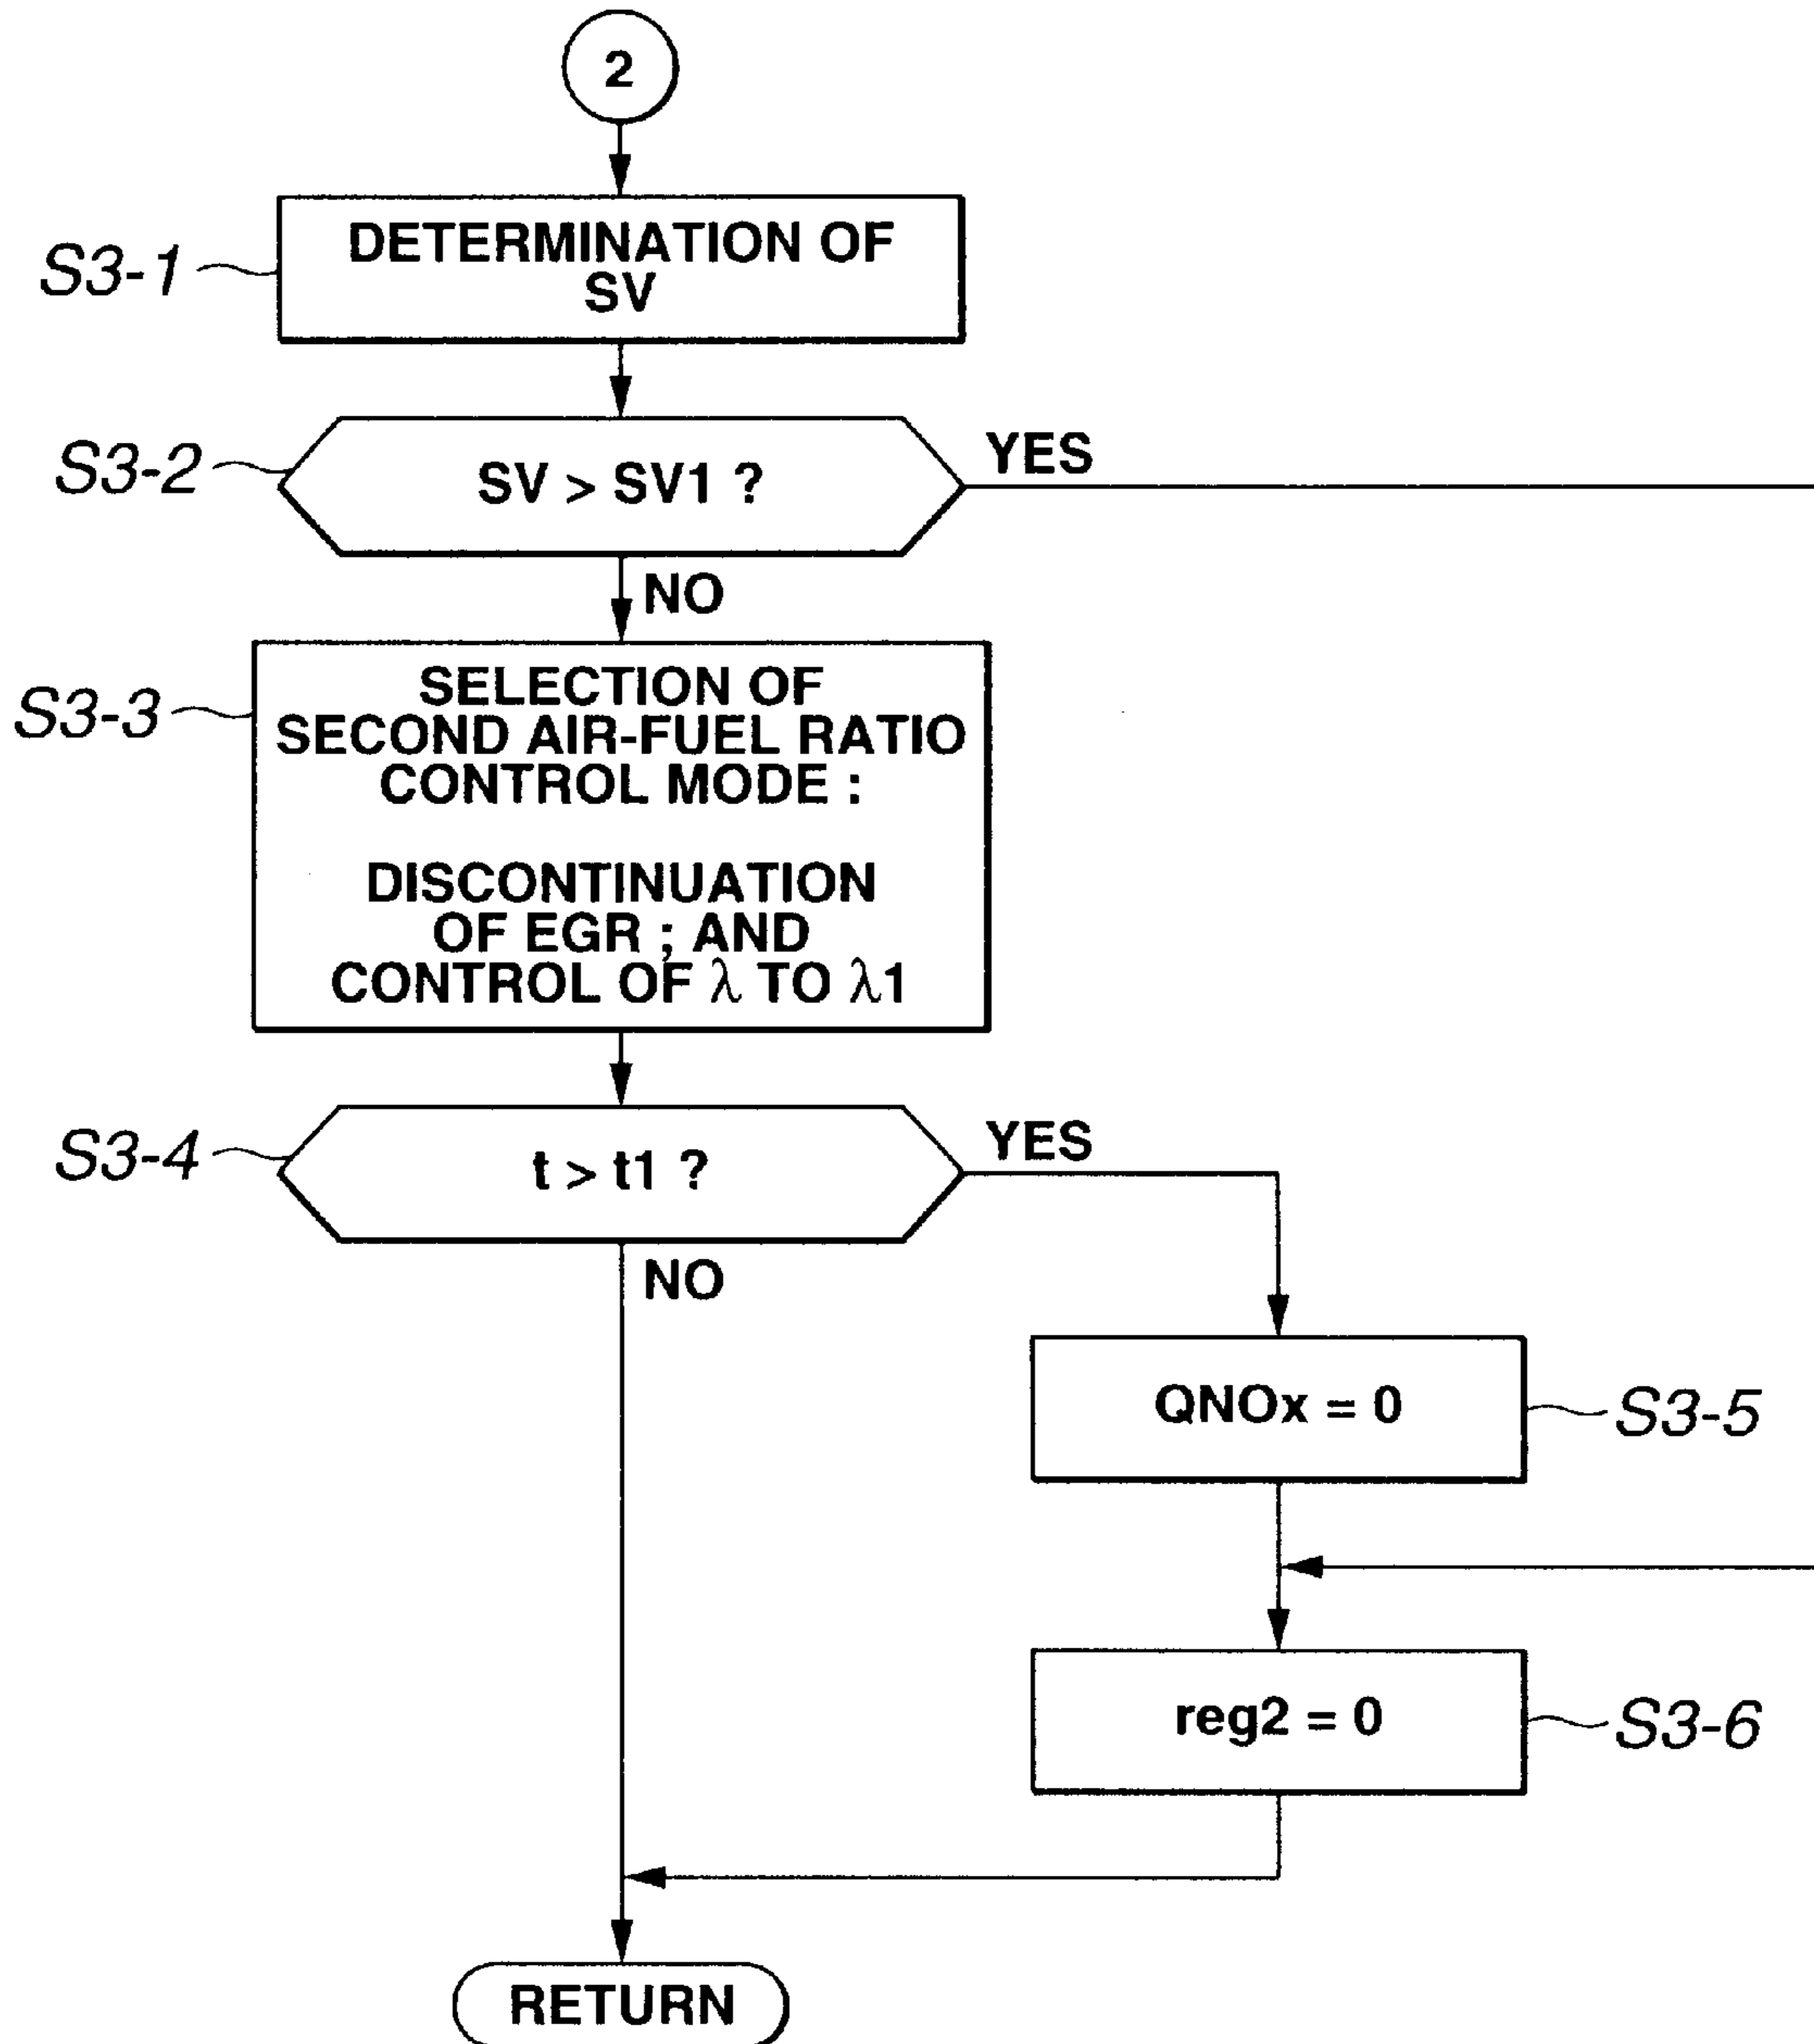 2
S3-1
DETERMINATION OF
SV
S3-2
SV > SV1 ?
YES
NO
S3-3
SELECTION OF
SECOND AIR-FUEL RATIO
CONTROL MODE :
DISCONTINUATION
OF EGR ; AND
CONTROL OF λ TO λ1
S3-4
t > t1 ?
YES
NO
QNOx = 0
S3-5
reg2 = 0
S3-6
RETURN